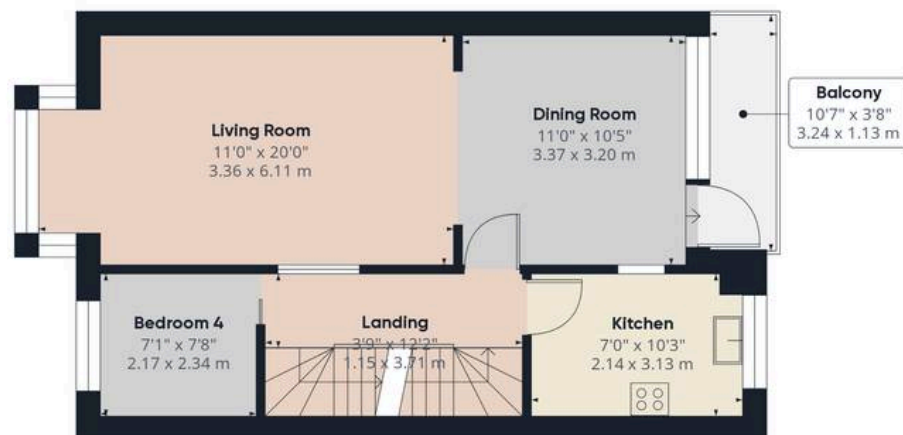 Living Room
11'0" x 20'0"
3.36 x 6.11 m
Dining Room
11'0" x 10'5"
3.37 x 3.20 m
Balcony
10'7" x 3'8"
3.24 x 1.13 m
Bedroom 4
7'1" x 7'8"
2.17 x 2.34 m
Landing
3'9" x 12'2"
1.15 x 3.71 m
Kitchen
7'0" x 10'3"
2.14 x 3.13 m